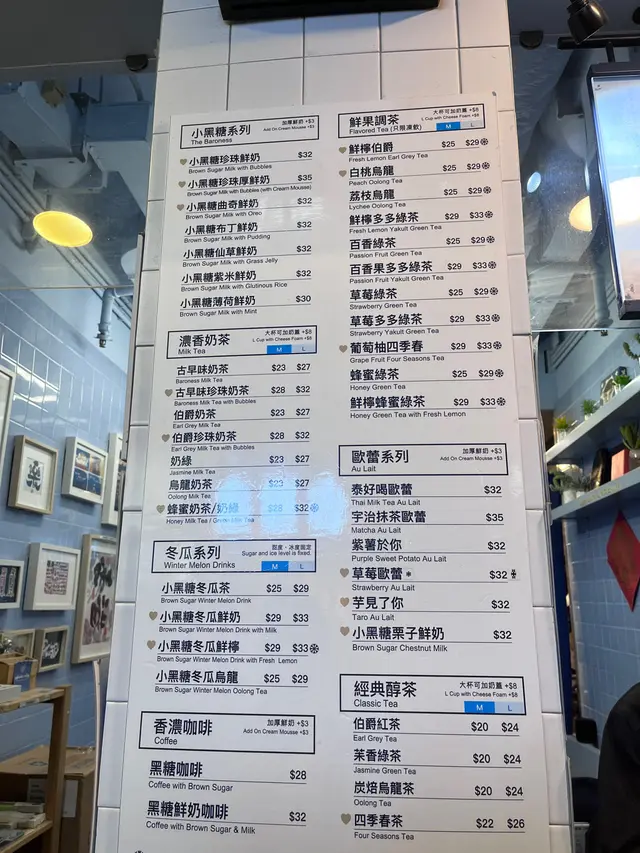 小黑糖系列 加厚鮮奶 +$3
The Baroness Add On Cream Mousse +$3
小黑糖珍珠鮮奶 $32
Brown Sugar Milk with Bubbles
小黑糖珍珠厚鮮奶 $35
Brown Sugar Milk with Bubbles (with Cream Mousse)
小黑糖曲奇鮮奶 $32
Brown Sugar Milk with Oreo
小黑糖布丁鮮奶 $32
Brown Sugar Milk with Pudding
小黑糖仙草鮮奶 $32
Brown Sugar Milk with Grass Jelly
小黑糖紫米鮮奶 $32
Brown Sugar Milk with Glutinous Rice
小黑糖薄荷鮮奶 $30
Brown Sugar Milk with Mint
濃香奶茶 大杯可加奶蓋 +$8
Milk Tea L Cup with Cheese Foam +$8
M L
古早味奶茶 $23 $27
Baroness Milk Tea
古早味珍珠奶茶 $28 $32
Baroness Milk Tea with Bubbles
伯爵奶茶 $23 $27
Earl Grey Milk Tea
伯爵珍珠奶茶 $28 $32
Earl Grey Milk Tea with Bubbles
奶綠 $23 $27
Jasmine Milk Tea
烏龍奶茶 $23 $27
Oolong Milk Tea
蜂蜜奶茶/奶綠 $28 $32
Honey Milk Tea / Green Milk Tea
冬瓜系列 甜度、冰度固定
Winter Melon Drinks Sugar and ice level is fixed.
M L
小黑糖冬瓜茶 $25 $29
Brown Sugar Winter Melon Drink
小黑糖冬瓜鮮奶 $29 $33
Brown Sugar Winter Melon Drink with Milk
小黑糖冬瓜鮮檸 $29 $33
Brown Sugar Winter Melon Drink with Fresh Lemon
小黑糖冬瓜烏龍 $25 $29
Brown Sugar Winter Melon Oolong Tea
香濃咖啡 加厚鮮奶 +$3
Coffee Add On Cream Mousse +$3
黑糖咖啡 $28
Coffee with Brown Sugar
黑糖鮮奶咖啡 $32
Coffee with Brown Sugar & Milk
鮮果調茶 大杯可加奶蓋 +$8
Flavored Tea (只限凍飲) L Cup with Cheese Foam +$8
M L
鮮檸伯爵 $25 $29
Fresh Lemon Earl Grey Tea
白桃烏龍 $25 $29
Peach Oolong Tea
荔枝烏龍 $25 $29
Lychee Oolong Tea
鮮檸多多綠茶 $29 $33
Fresh Lemon Yakult Green Tea
百香綠茶 $25 $29
Passion Fruit Green Tea
百香果多多綠茶 $29 $33
Passion Fruit Yakult Green Tea
草莓綠茶 $25 $29
Strawberry Green Tea
草莓多多綠茶 $29 $33
Strawberry Yakult Green Tea
葡萄柚四季春 $29 $33
Grape Fruit Four Seasons Tea
蜂蜜綠茶 $25 $29
Honey Green Tea
鮮檸蜂蜜綠茶 $29 $33
Honey Green Tea with Fresh Lemon
歐蕾系列 加厚鮮奶 +$3
Au Lait Add On Cream Mousse +$3
泰好喝歐蕾 $32
Thai Milk Tea Au Lait
宇治抹茶歐蕾 $35
Matcha Au Lait
紫薯於你 $32
Purple Sweet Potato Au Lait
草莓歐蕾 $32
Strawberry Au Lait
芋見了你 $32
Taro Au Lait
小黑糖栗子鮮奶 $32
Brown Sugar Chestnut Milk
經典醇茶 大杯可加奶蓋 +$8
Classic Tea L Cup with Cheese Foam +$8
M L
伯爵紅茶 $20 $24
Earl Grey Tea
茉香綠茶 $20 $24
Jasmine Green Tea
炭焙烏龍茶 $20 $24
Oolong Tea
四季春茶 $22 $26
Four Seasons Tea